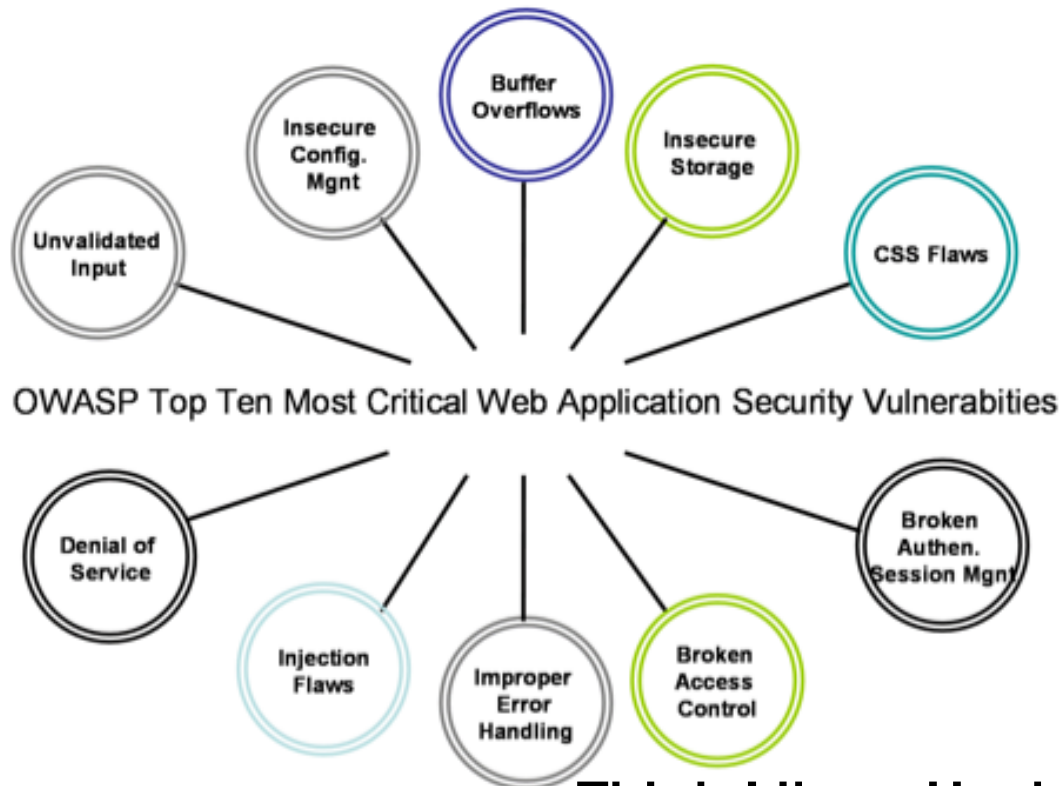 Buffer
Overflows
Insecure
Config.
Mgnt
Insecure
Storage
Unvalidated
Input
CSS Flaws
OWASP Top Ten Most Critical Web Application Security Vulnerabities
Denial of
Service
Broken
Authen.
Session Mgnt
Injection
Flaws
Improper
Error
Handling
Broken
Access
Control